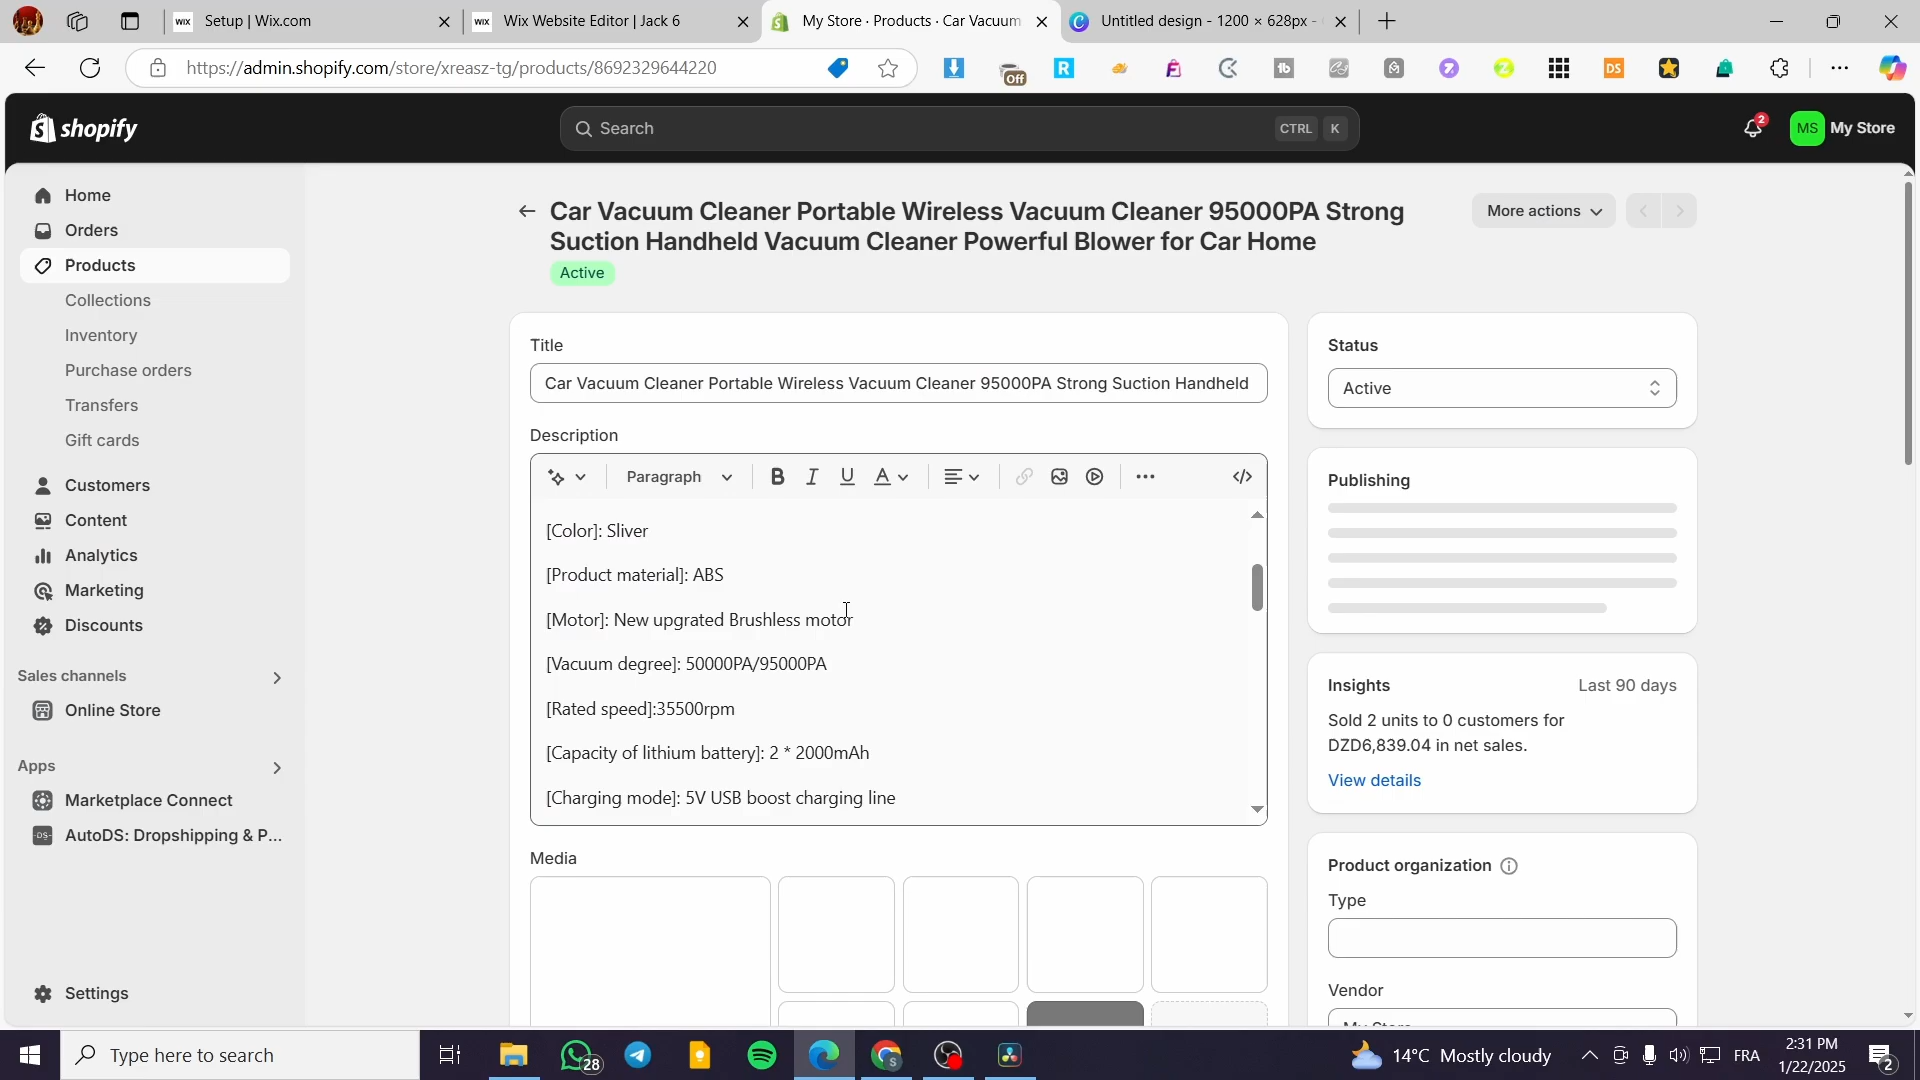 Setup | Wix.com
Wix Website Editor | Jack 6
My Store · Products · Car Vacuum
Untitled design - 1200 × 628px -
https://admin.shopify.com/store/xreasz-tg/products/8692329644220
Off
shopify
Search
CTRL K
2
MS My Store
Home
Orders
Products
Collections
Inventory
Purchase orders
Transfers
Gift cards
Customers
Content
Analytics
Marketing
Discounts
Sales channels
Online Store
Apps
Marketplace Connect
AutoDS: Dropshipping & P...
Settings
Car Vacuum Cleaner Portable Wireless Vacuum Cleaner 95000PA Strong
Suction Handheld Vacuum Cleaner Powerful Blower for Car Home
Active
More actions
Title
Car Vacuum Cleaner Portable Wireless Vacuum Cleaner 95000PA Strong Suction Handheld
Description
Paragraph
[Color]: Sliver
[Product material]: ABS
[Motor]: New upgrated Brushless motor
[Vacuum degree]: 50000PA/95000PA
[Rated speed]:35500rpm
[Capacity of lithium battery]: 2 * 2000mAh
[Charging mode]: 5V USB boost charging line
Media
Status
Active
Publishing
Insights
Last 90 days
Sold 2 units to 0 customers for
DZD6,839.04 in net sales.
View details
Product organization
Type
Vendor
Type here to search
28
14°C Mostly cloudy
FRA
2:31 PM
1/22/2025
2